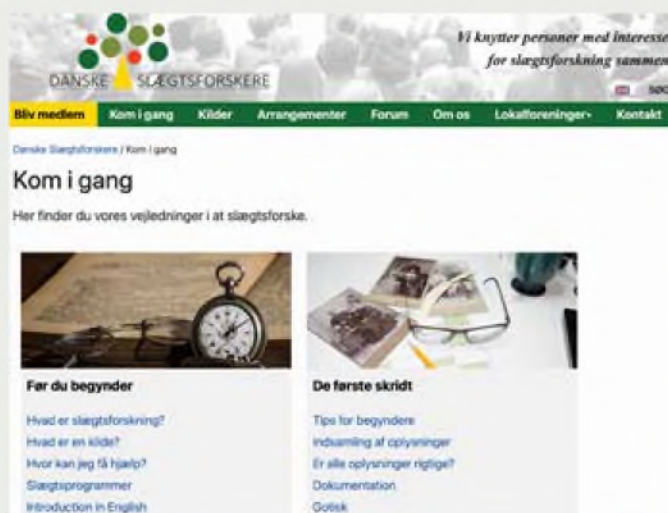 Vi knytter personer med interesse
for slægtsforskning sammen
DANSKE SLÆGTSFORSKERE
SØG
Bliv medlem Kom i gang Kilder Arrangementer Forum Om os Lokalforeninger Kontakt
Danske Slægtsforskere / Kom i gang
Kom i gang
Her finder du vores vejledninger i at slægtsforske.
Før du begynder
Hvad er slægtsforskning?
Hvad er en kilde?
Hvor kan jeg få hjælp?
Slægtsprogrammer
Introduction in English
De første skridt
Tips for begyndere
Indsamling af oplysninger
Er alle oplysninger rigtige?
Dokumentation
Gotisk